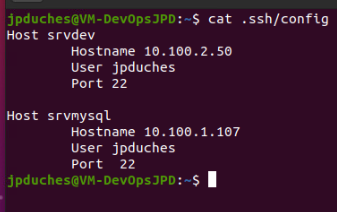 jpduches@VM-DevOpsJPD:~$ cat .ssh/config
Host srvdev
        Hostname 10.100.2.50
        User jpduches
        Port 22

Host srvmysql
        Hostname 10.100.1.107
        User jpduches
        Port  22
jpduches@VM-DevOpsJPD:~$